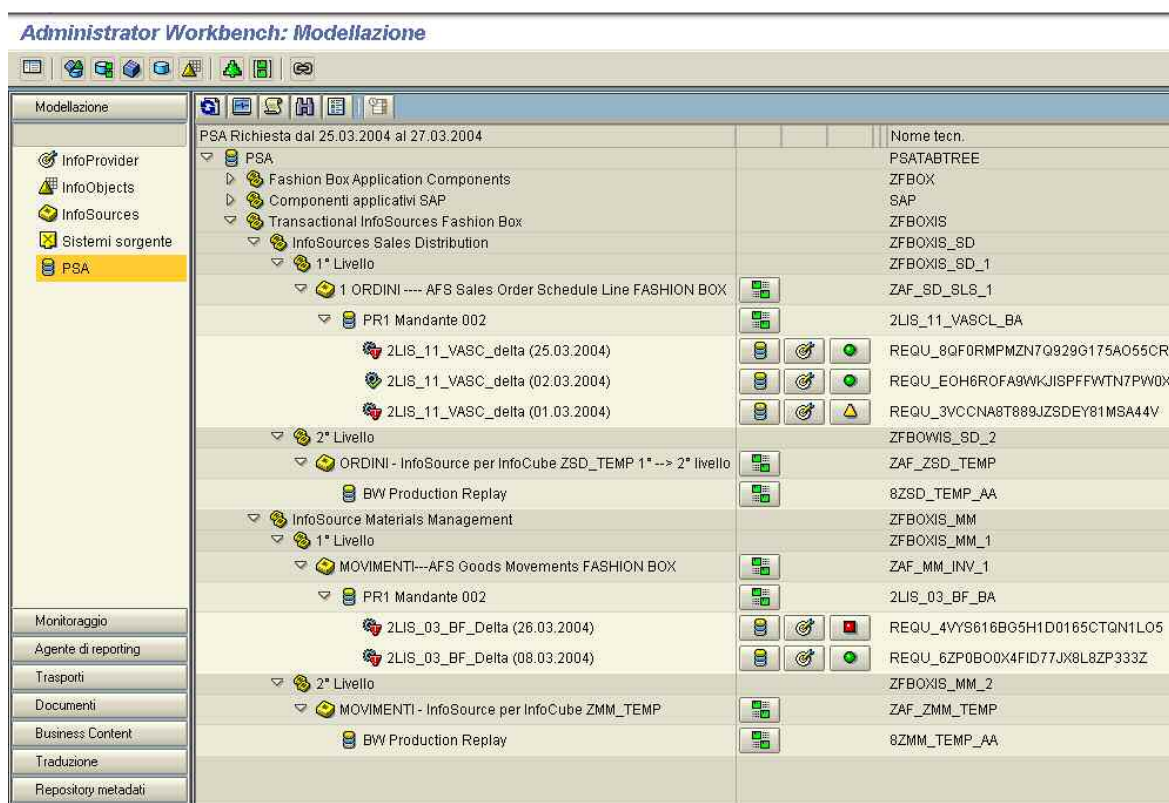 Administrator Workbench: Modellazione
Modellazione
InfoProvider
InfoObjects
InfoSources
Sistemi sorgente
PSA
Monitoraggio
Agente di reporting
Trasporti
Documenti
Business Content
Traduzione
Repository metadati
PSA Richiesta dal 25.03.2004 al 27.03.2004 Nome tecn.
PSA PSATABTREE
Fashion Box Application Components ZFBOX
Componenti applicativi SAP SAP
Transactional InfoSources Fashion Box ZFBOXIS
InfoSources Sales Distribution ZFBOXIS_SD
1° Livello ZFBOXIS_SD_1
1 ORDINI ---- AFS Sales Order Schedule Line FASHION BOX ZAF_SD_SLS_1
PR1 Mandante 002 2LIS_11_VASCL_BA
2LIS_11_VASC_delta (25.03.2004) REQU_8QF0RMPMZN7Q929G175AO55CR
2LIS_11_VASC_delta (02.03.2004) REQU_EOH6ROFA9WKJISPFFWTN7PW0X
2LIS_11_VASC_delta (01.03.2004) REQU_3VCCNA8T889JZSDEY81MSA44V
2° Livello ZFBOWIS_SD_2
ORDINI - InfoSource per InfoCube ZSD_TEMP 1° --> 2° livello ZAF_ZSD_TEMP
BW Production Replay 8ZSD_TEMP_AA
InfoSource Materials Management ZFBOXIS_MM
1° Livello ZFBOXIS_MM_1
MOVIMENTI---AFS Goods Movements FASHION BOX ZAF_MM_INV_1
PR1 Mandante 002 2LIS_03_BF_BA
2LIS_03_BF_Delta (26.03.2004) REQU_4VYS616BG5H1D0165CTQN1LO5
2LIS_03_BF_Delta (08.03.2004) REQU_6ZP0BO0X4FID77JX8L8ZP333Z
2° Livello ZFBOXIS_MM_2
MOVIMENTI - InfoSource per InfoCube ZMM_TEMP ZAF_ZMM_TEMP
BW Production Replay 8ZMM_TEMP_AA